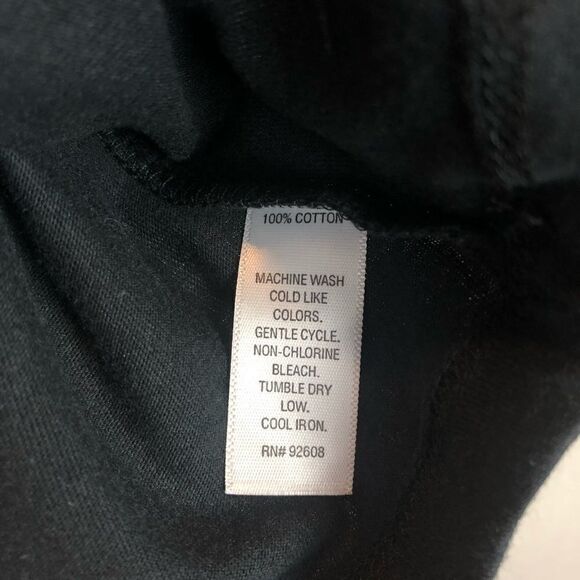 100% COTTON
MACHINE WASH
COLD LIKE
COLORS.
GENTLE CYCLE.
NON-CHLORINE
BLEACH.
TUMBLE DRY
LOW.
COOL IRON.
RN# 92608